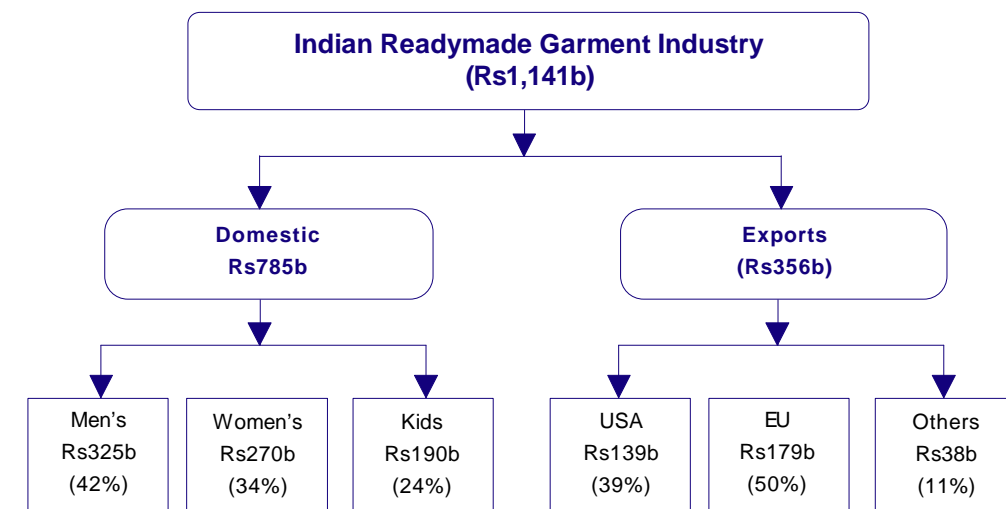 Indian Readymade Garment Industry
(Rs1,141b)
Domestic
Rs785b
Exports
(Rs356b)
Men's
Rs325b
(42%)
Women's
Rs270b
(34%)
Kids
Rs190b
(24%)
USA
Rs139b
(39%)
EU
Rs179b
(50%)
Others
Rs38b
(11%)